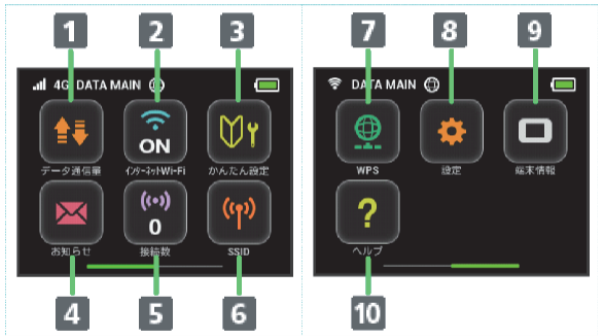 1 2 3
4G DATA MAIN
ON
データ通信量 インターネットWi-Fi かんたん設定
0
お知らせ 接続数 SSID
4 5 6
7 8 9
DATA MAIN
WPS 設定 端末情報
?
ヘルプ
10